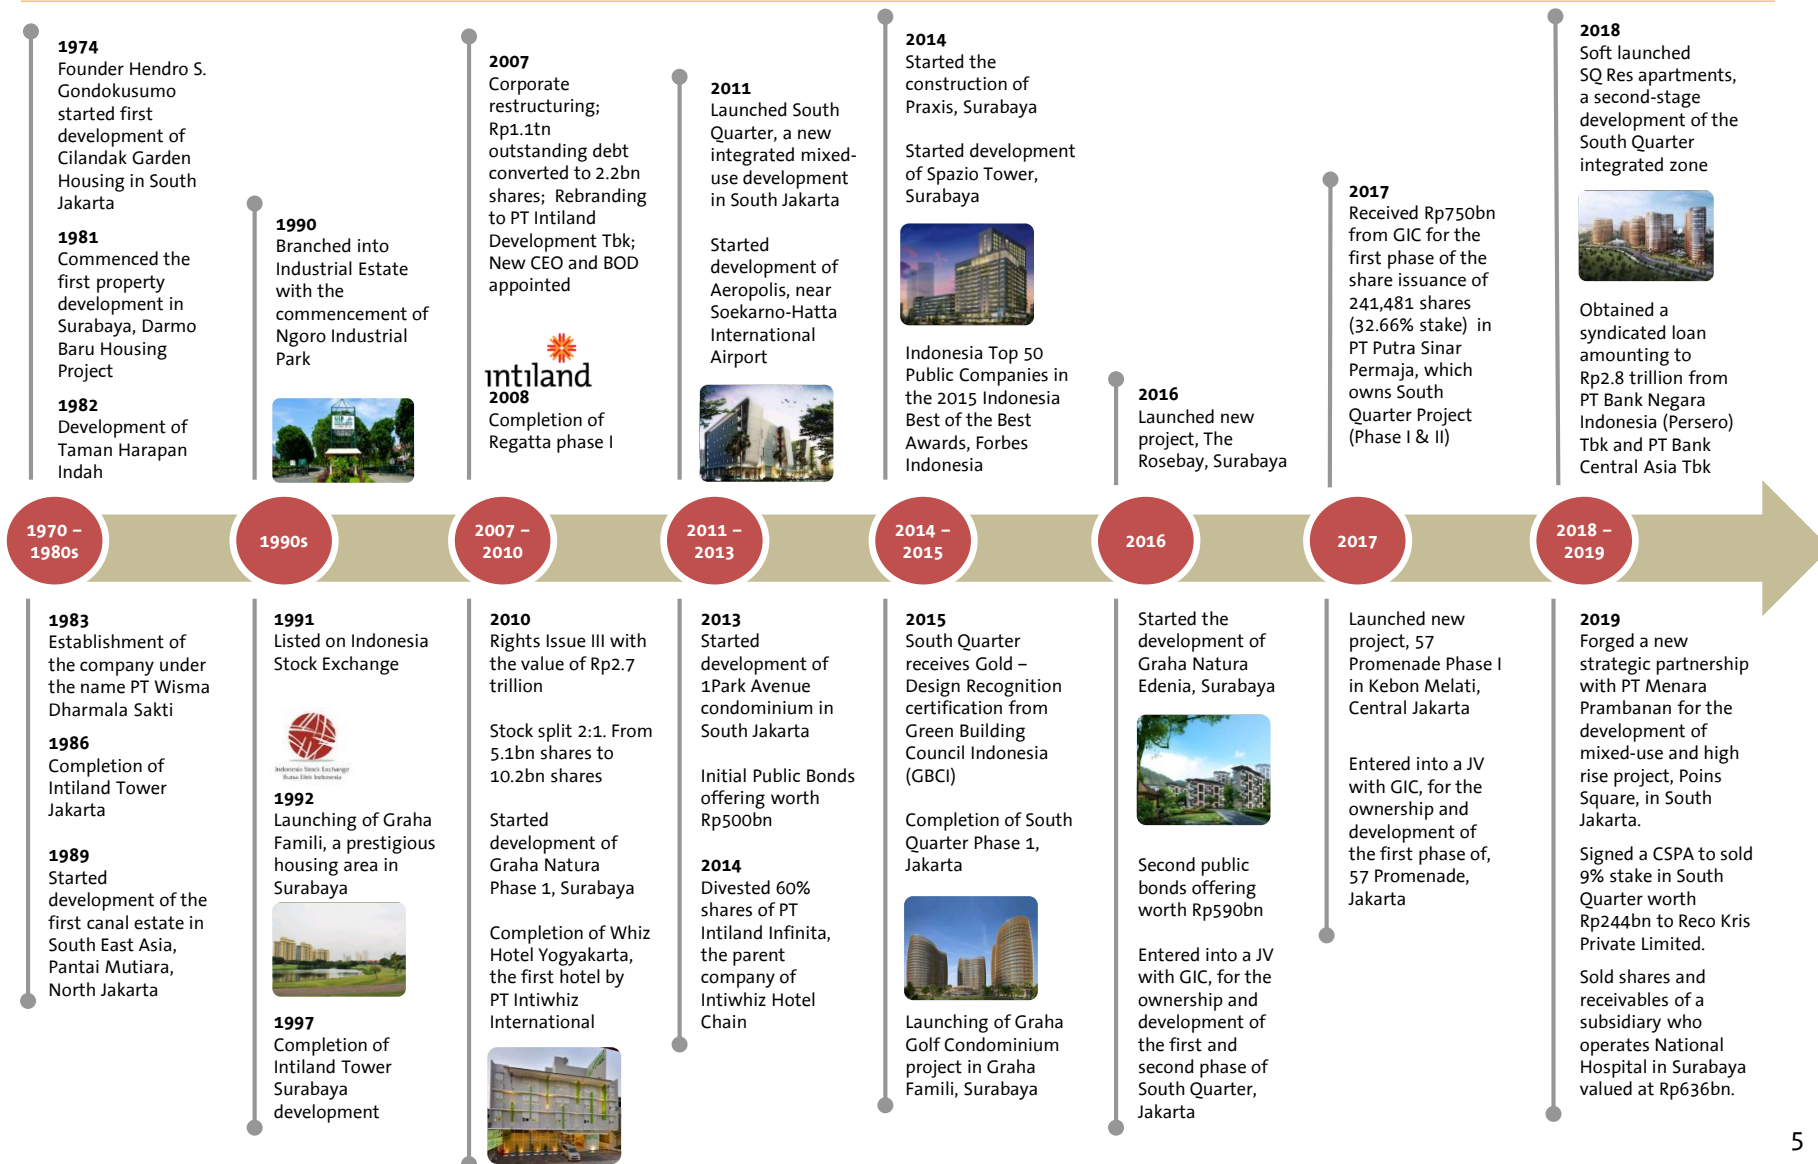 1974
Founder Hendro S.
Gondokusumo
started first
development of
Cilandak Garden
Housing in South
Jakarta
1981
Commenced the
first property
development in
Surabaya, Darmo
Baru Housing
Project
1982
Development of
Taman Harapan
Indah
1990
Branched into
Industrial Estate
with the
commencement of
Ngoro Industrial
Park
2007
Corporate
restructuring;
Rp1.1tn
outstanding debt
converted to 2.2bn
shares; Rebranding
to PT Intiland
Development Tbk;
New CEO and BOD
appointed
intiland
2008
Completion of
Regatta phase I
2011
Launched South
Quarter, a new
integrated mixed-
use development
in South Jakarta
Started
development of
Aeropolis, near
Soekarno-Hatta
International
Airport
2014
Started the
construction of
Praxis, Surabaya
Started development
of Spazio Tower,
Surabaya
Indonesia Top 50
Public Companies in
the 2015 Indonesia
Best of the Best
Awards, Forbes
Indonesia
2016
Launched new
project, The
Rosebay, Surabaya
2017
Received Rp750bn
from GIC for the
first phase of the
share issuance of
241,481 shares
(32.66% stake) in
PT Putra Sinar
Permaja, which
owns South
Quarter Project
(Phase I & II)
2018
Soft launched
SQ Res apartments,
a second-stage
development of the
South Quarter
integrated zone
Obtained a
syndicated loan
amounting to
Rp2.8 trillion from
PT Bank Negara
Indonesia (Persero)
Tbk and PT Bank
Central Asia Tbk
1970 –
1980s
1990s
2007 –
2010
2011 –
2013
2014 –
2015
2016
2017
2018 –
2019
1983
Establishment of
the company under
the name PT Wisma
Dharmala Sakti
1986
Completion of
Intiland Tower
Jakarta
1989
Started
development of the
first canal estate in
South East Asia,
Pantai Mutiara,
North Jakarta
1991
Listed on Indonesia
Stock Exchange
Indonesia Stock Exchange
Bursa Efek Indonesia
1992
Launching of Graha
Famili, a prestigious
housing area in
Surabaya
1997
Completion of
Intiland Tower
Surabaya
development
2010
Rights Issue III with
the value of Rp2.7
trillion
Stock split 2:1. From
5.1bn shares to
10.2bn shares
Started
development of
Graha Natura
Phase 1, Surabaya
Completion of Whiz
Hotel Yogyakarta,
the first hotel by
PT Intiwhiz
International
2013
Started
development of
1Park Avenue
condominium in
South Jakarta
Initial Public Bonds
offering worth
Rp500bn
2014
Divested 60%
shares of PT
Intiland Infinita,
the parent
company of
Intiwhiz Hotel
Chain
2015
South Quarter
receives Gold –
Design Recognition
certification from
Green Building
Council Indonesia
(GBCI)
Completion of South
Quarter Phase 1,
Jakarta
Launching of Graha
Golf Condominium
project in Graha
Famili, Surabaya
Started the
development of
Graha Natura
Edenia, Surabaya
Second public
bonds offering
worth Rp590bn
Entered into a JV
with GIC, for the
ownership and
development of
the first and
second phase of
South Quarter,
Jakarta
Launched new
project, 57
Promenade Phase I
in Kebon Melati,
Central Jakarta
Entered into a JV
with GIC, for the
ownership and
development of
the first phase of,
57 Promenade,
Jakarta
2019
Forged a new
strategic partnership
with PT Menara
Prambanan for the
development of
mixed-use and high
rise project, Poins
Square, in South
Jakarta.
Signed a CSPA to sold
9% stake in South
Quarter worth
Rp244bn to Reco Kris
Private Limited.
Sold shares and
receivables of a
subsidiary who
operates National
Hospital in Surabaya
valued at Rp636bn.
5